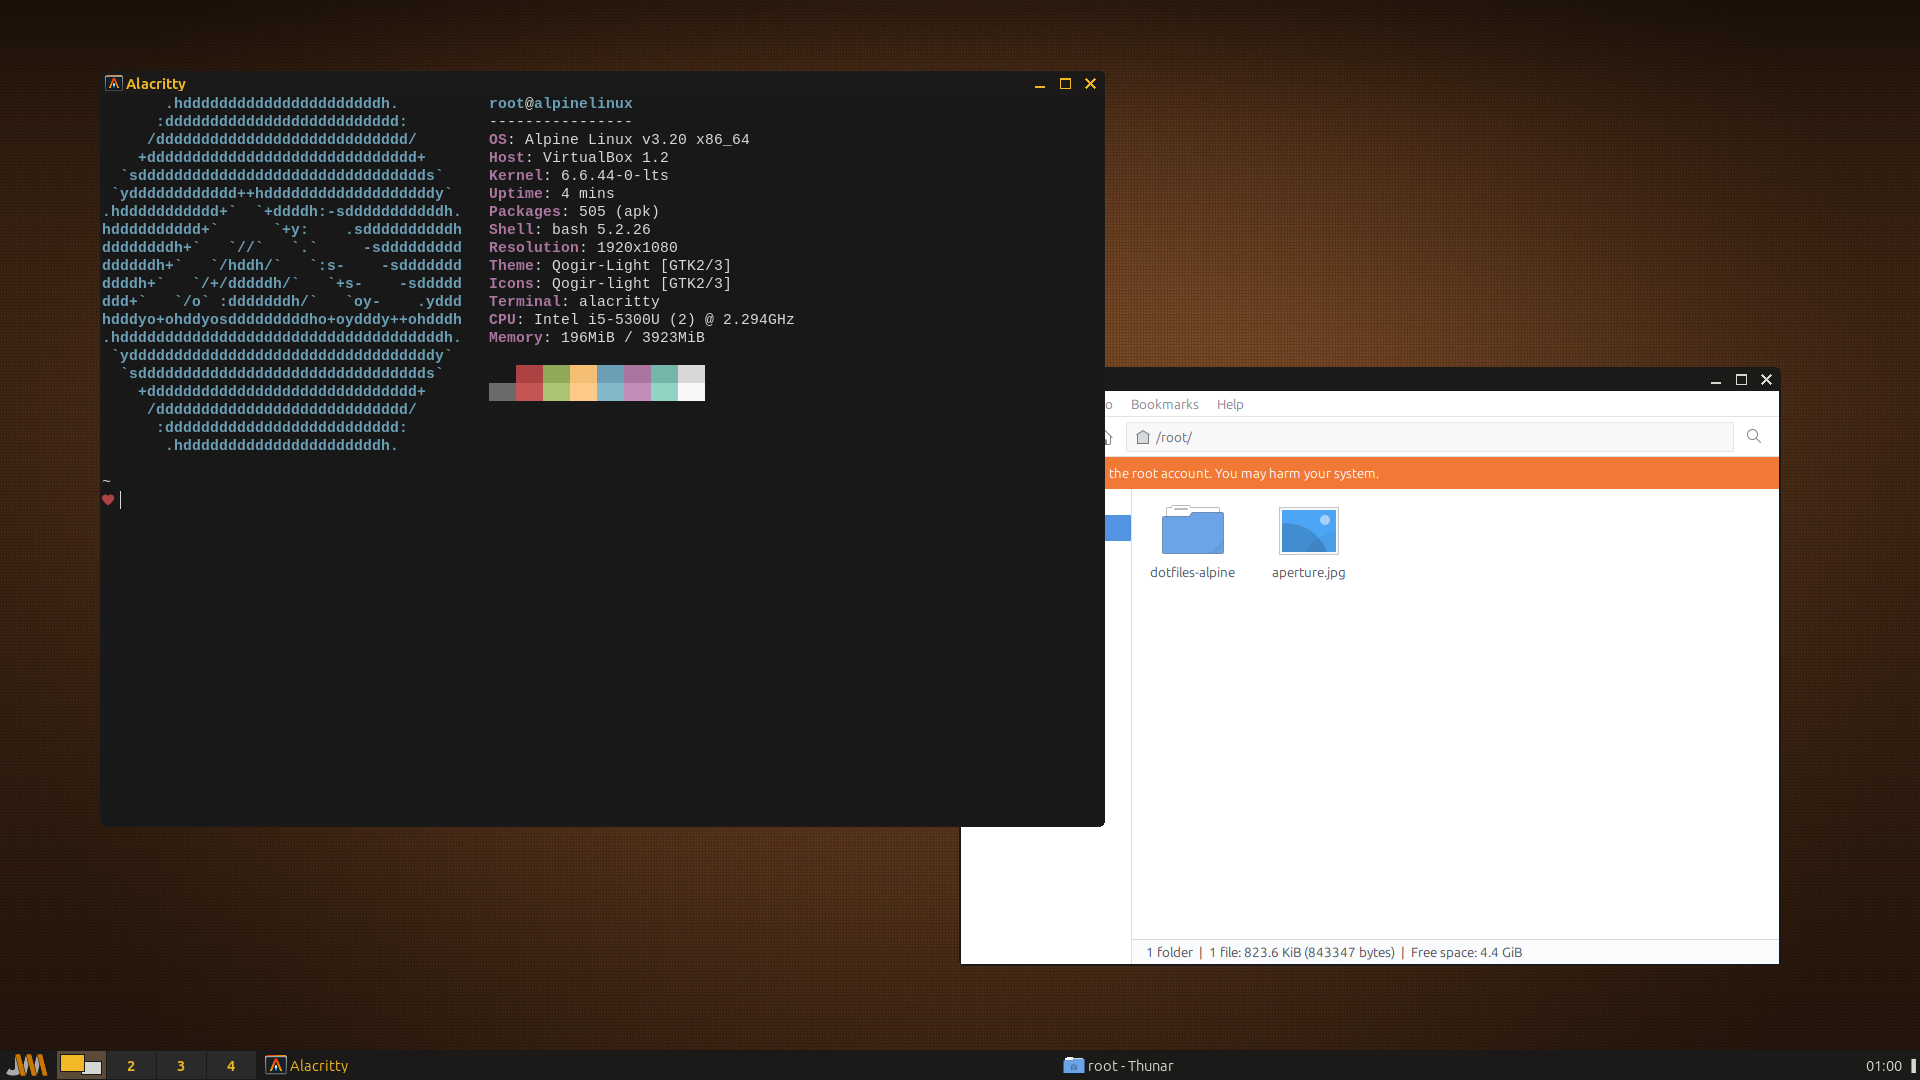 Alacritty
.hddddddddddddddddddddddh.
:dddddddddddddddddddddddddd:
/dddddddddddddddddddddddddddd/
+dddddddddddddddddddddddddddddd+
`sdddddddddddddddddddddddddddddddds`
`ydddddddddddd++hdddddddddddddddddddy`
.hddddddddddd+`  `+ddddh:-sdddddddddddh.
hdddddddddd+`      `+y:    .sddddddddddh
ddddddddh+`   `//`   `.`     -sddddddddd
ddddddh+`   `/hddh/`   `:s-    -sddddddd
ddddh+`   `/+/dddddh/`   `+s-    -sddddd
ddd+`   `/o` :dddddddh/`   `oy-    .yddd
hdddyo+ohddyosdddddddddho+oydddy++ohdddh
.hddddddddddddddddddddddddddddddddddddh.
`yddddddddddddddddddddddddddddddddddy`
`sdddddddddddddddddddddddddddddddds`
+dddddddddddddddddddddddddddddd+
/dddddddddddddddddddddddddddd/
:dddddddddddddddddddddddddd:
.hddddddddddddddddddddddh.
root@alpinelinux
----------------
OS: Alpine Linux v3.20 x86_64
Host: VirtualBox 1.2
Kernel: 6.6.44-0-lts
Uptime: 4 mins
Packages: 505 (apk)
Shell: bash 5.2.26
Resolution: 1920x1080
Theme: Qogir-Light [GTK2/3]
Icons: Qogir-light [GTK2/3]
Terminal: alacritty
CPU: Intel i5-5300U (2) @ 2.294GHz
Memory: 196MiB / 3923MiB
~
♥
o Bookmarks Help
/root/
the root account. You may harm your system.
dotfiles-alpine aperture.jpg
1 folder | 1 file: 823.6 KiB (843347 bytes) | Free space: 4.4 GiB
JWM 2 3 4 Alacritty root - Thunar 01:00